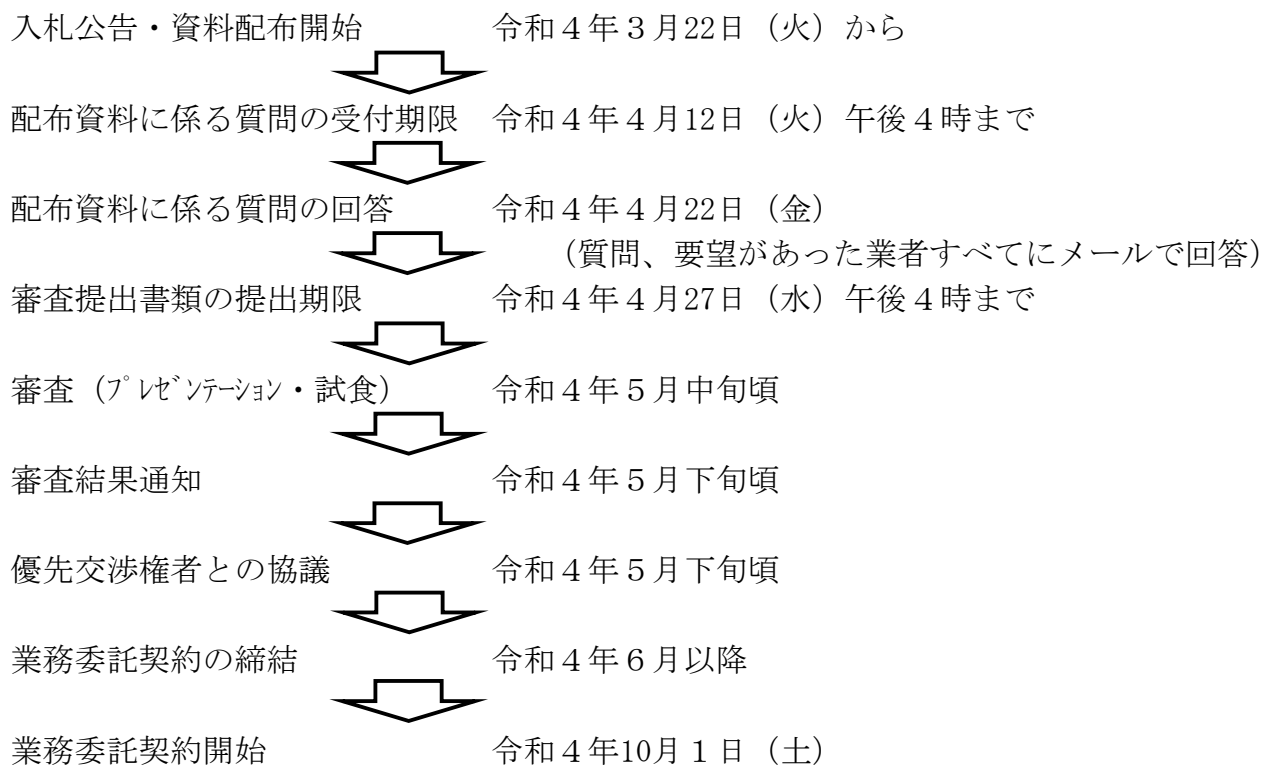 入札公告・資料配布開始　令和４年３月22日（火）から
配布資料に係る質問の受付期限　令和４年４月12日（火）午後４時まで
配布資料に係る質問の回答　令和４年４月22日（金）
（質問、要望があった業者すべてにメールで回答）
審査提出書類の提出期限　令和４年４月27日（水）午後４時まで
審査（ﾌﾟﾚｾﾞﾝﾃｰｼｮﾝ・試食）　令和４年５月中旬頃
審査結果通知　令和４年５月下旬頃
優先交渉権者との協議　令和４年５月下旬頃
業務委託契約の締結　令和４年６月以降
業務委託契約開始　令和４年10月１日（土）